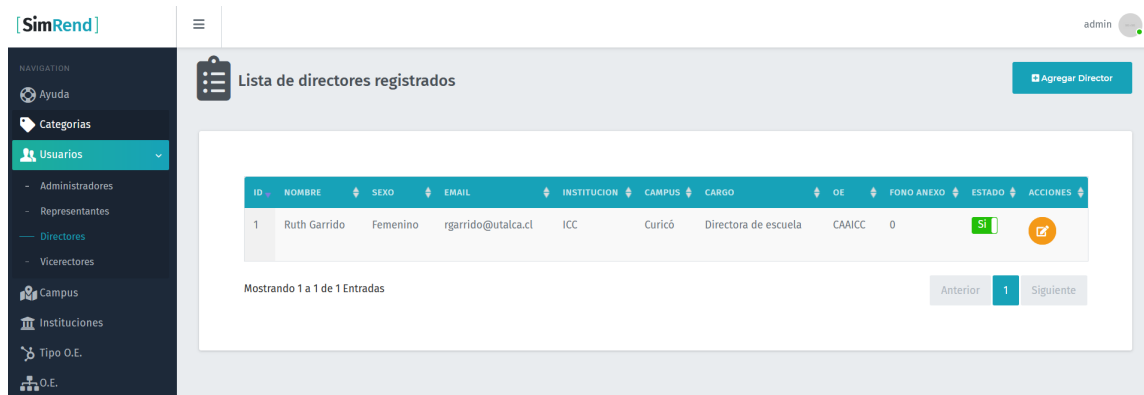 [SimRend]
admin
NAVIGATION
Ayuda
Categorias
Usuarios
- Administradores
- Representantes
Directores
- Vicerectores
Campus
Instituciones
Tipo O.E.
O.E.
Lista de directores registrados
Agregar Director
ID NOMBRE SEXO EMAIL INSTITUCION CAMPUS CARGO OE FONO ANEXO ESTADO ACCIONES
1 Ruth Garrido Femenino rgarrido@utalca.cl ICC Curicó Directora de escuela CAAICC 0 Si
Mostrando 1 a 1 de 1 Entradas
Anterior 1 Siguiente